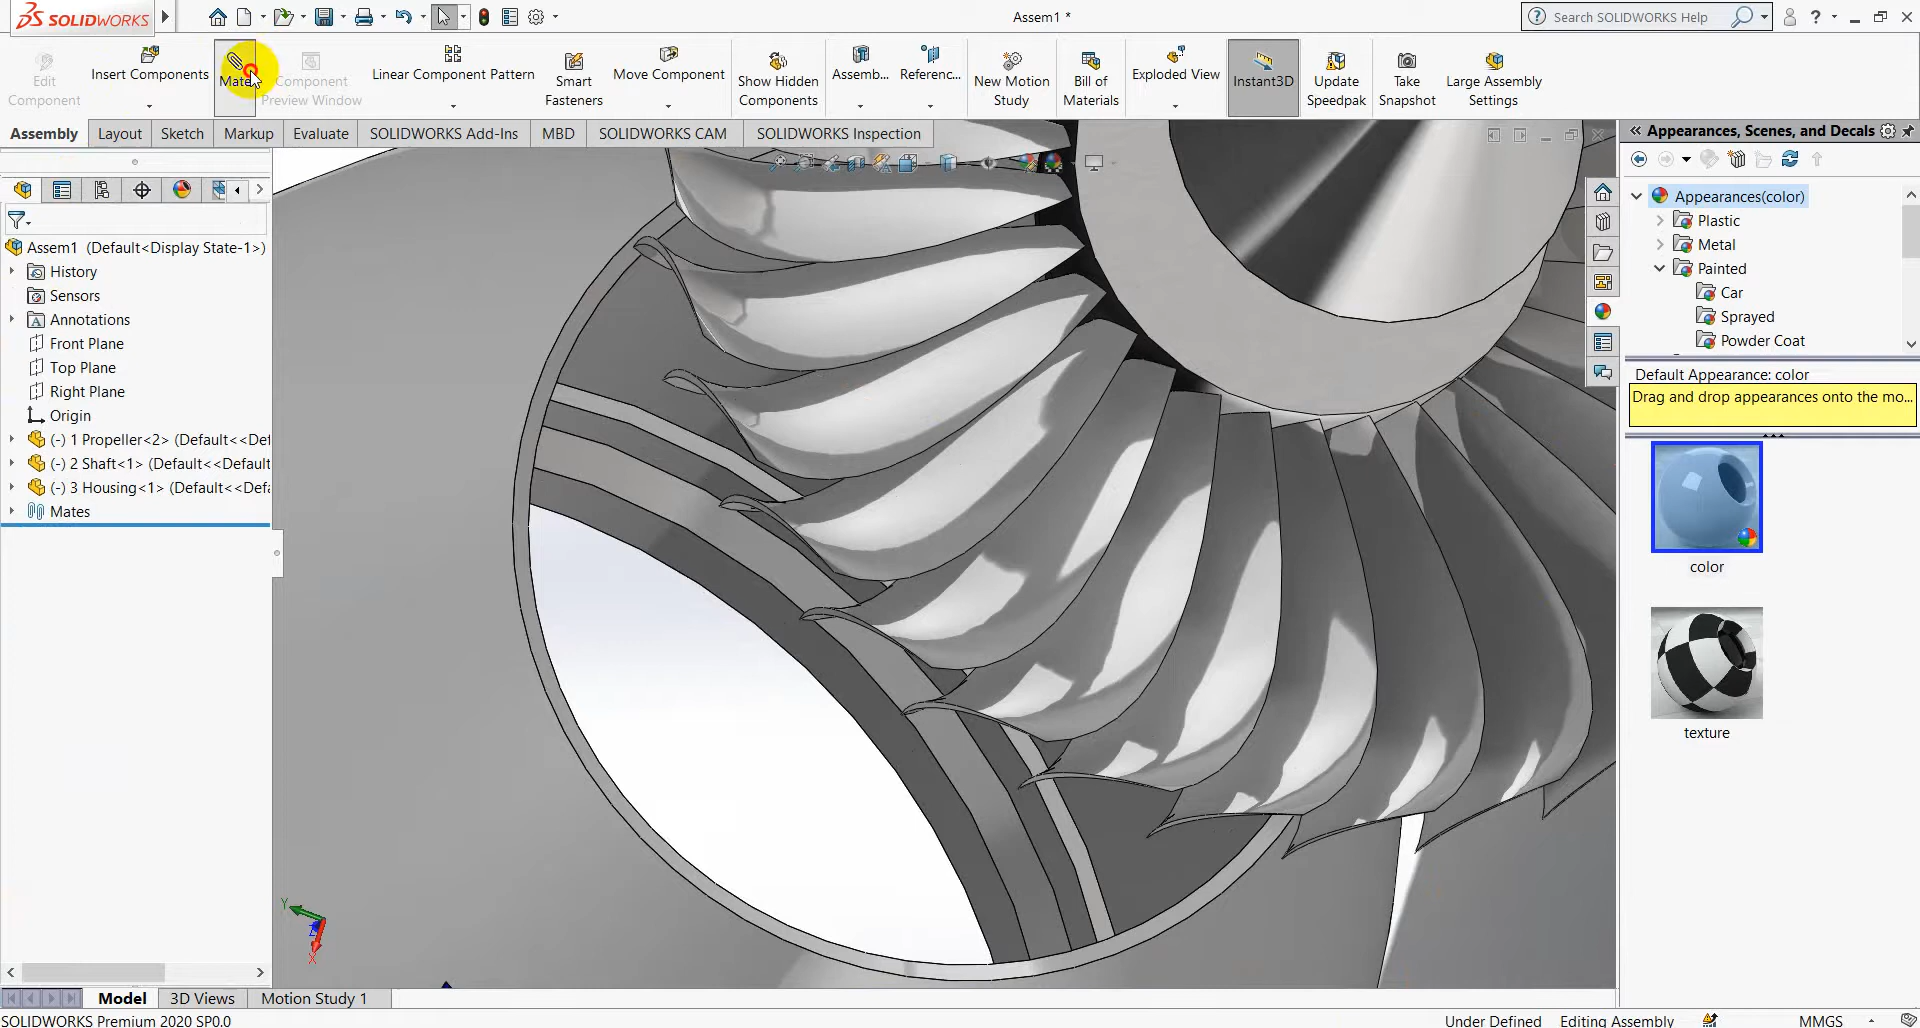 SOLIDWORKS
Assem1 *
Search SOLIDWORKS Help
Edit Component
Insert Components
Mate
Component Preview Window
Linear Component Pattern
Smart Fasteners
Move Component
Show Hidden Components
Assemb...
Referenc...
New Motion Study
Bill of Materials
Exploded View
Instant3D
Update Speedpak
Take Snapshot
Large Assembly Settings
Assembly
Layout
Sketch
Markup
Evaluate
SOLIDWORKS Add-Ins
MBD
SOLIDWORKS CAM
SOLIDWORKS Inspection
Appearances, Scenes, and Decals
Assem1 (Default<Display State-1>)
History
Sensors
Annotations
Front Plane
Top Plane
Right Plane
Origin
(-) 1 Propeller<2> (Default<<Def
(-) 2 Shaft<1> (Default<<Default
(-) 3 Housing<1> (Default<<Defa
Mates
Appearances(color)
Plastic
Metal
Painted
Car
Sprayed
Powder Coat
Default Appearance: color
Drag and drop appearances onto the mo...
color
texture
Y
Z
X
Model
3D Views
Motion Study 1
SOLIDWORKS Premium 2020 SP0.0
Under Defined
Editing Assembly
MMGS